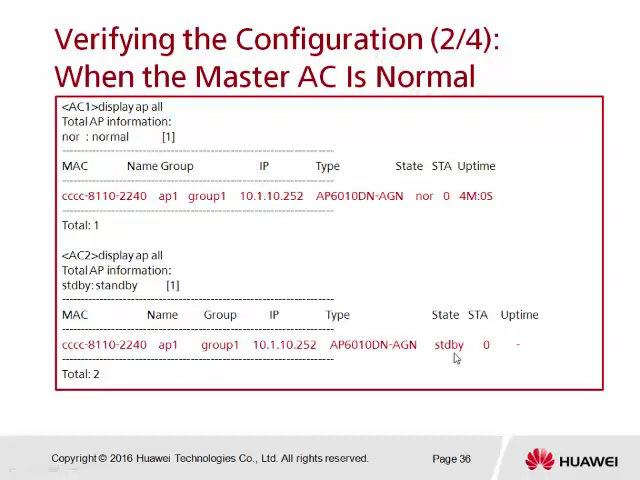 Verifying the Configuration (2/4):
When the Master AC Is Normal
<AC1>display ap all
Total AP information:
nor : normal [1]
--------------------------------------------------------------------
MAC Name Group IP Type State STA Uptime
--------------------------------------------------------------------
cccc-8110-2240 ap1 group1 10.1.10.252 AP6010DN-AGN nor 0 4M:0S
--------------------------------------------------------------------
Total: 1
<AC2>display ap all
Total AP information:
stdby: standby [1]
--------------------------------------------------------------------
MAC Name Group IP Type State STA Uptime
--------------------------------------------------------------------
cccc-8110-2240 ap1 group1 10.1.10.252 AP6010DN-AGN stdby 0 -
--------------------------------------------------------------------
Total: 2
Copyright © 2016 Huawei Technologies Co., Ltd. All rights reserved.
Page 36
HUAWEI